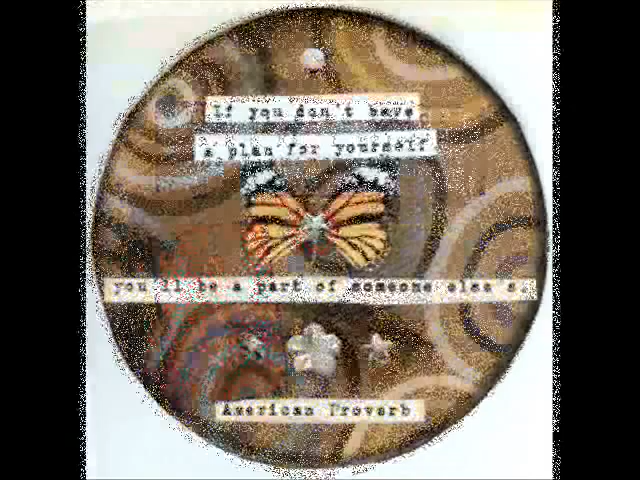 If you don't have
a plan for yourself
you'll be a part of someone else's.
American Proverb